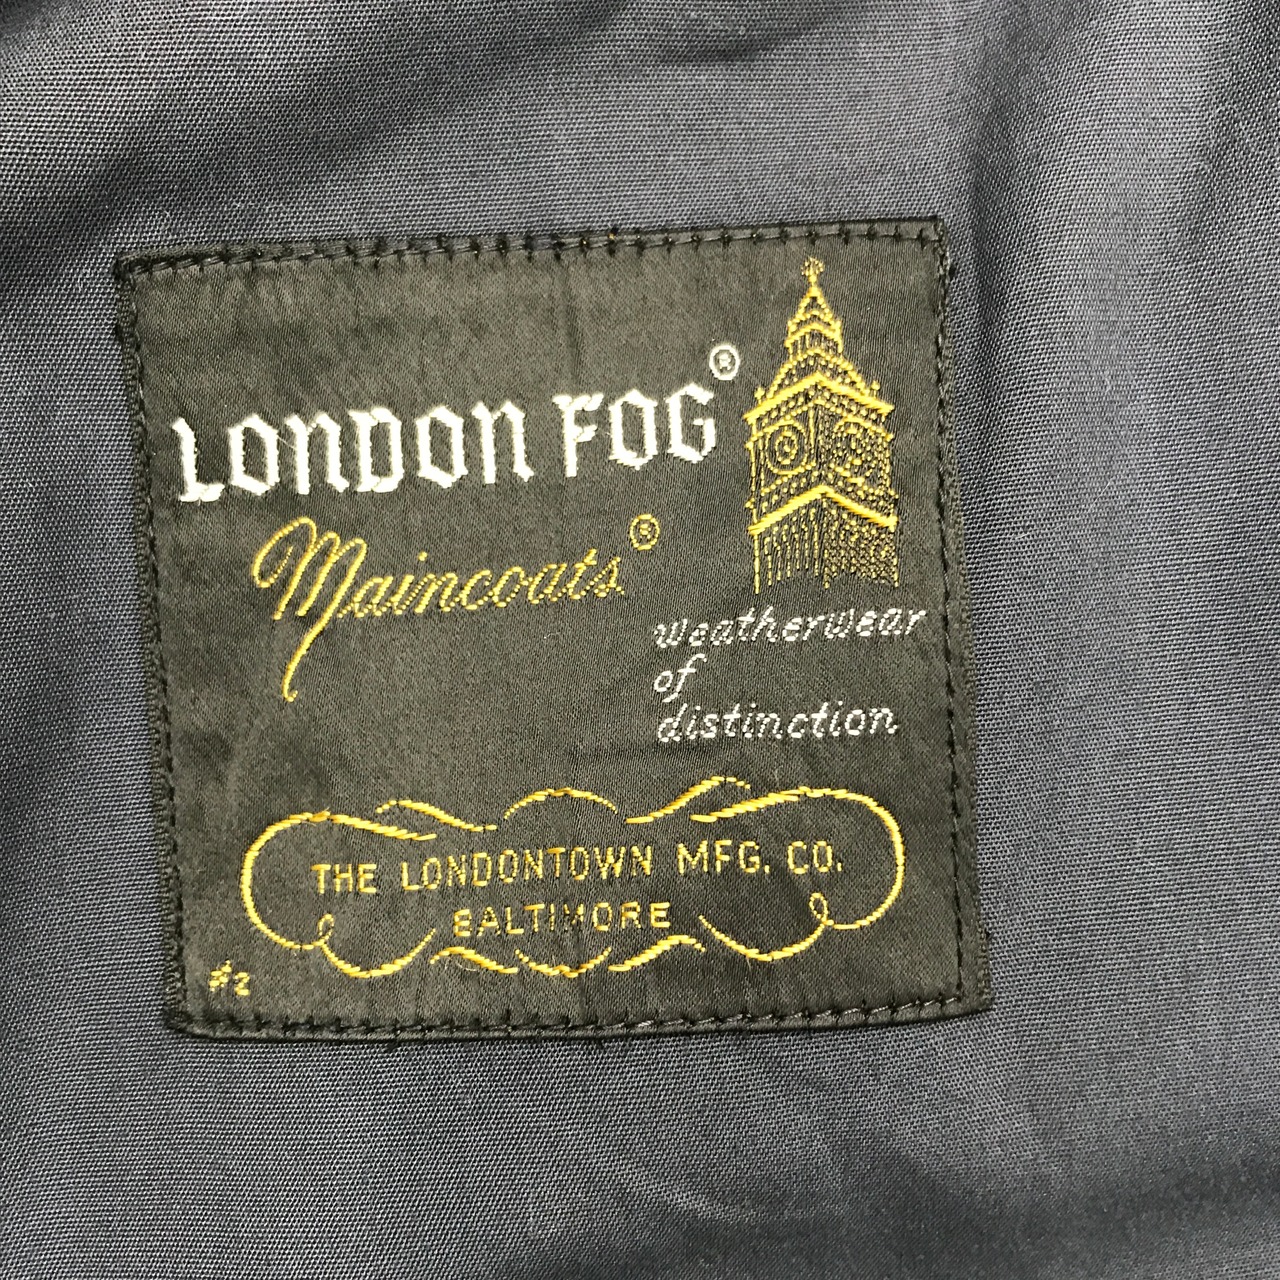 LONDON FOG®
Maincoats®
weatherwear
of
distinction
THE LONDONTOWN MFG. CO.
BALTIMORE
#2